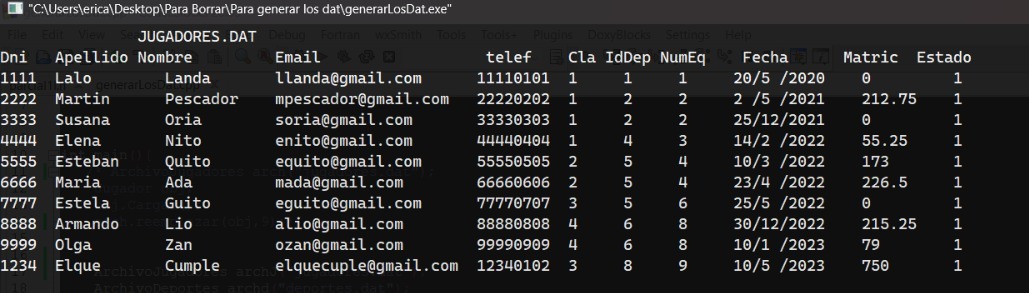 "C:\Users\erica\Desktop\Para Borrar\Para generar los dat\generarLosDat.exe"
JUGADORES.DAT
Dni Apellido Nombre Email telef Cla IdDep NumEq Fecha Matric Estado
1111 Lalo Landa llanda@gmail.com 11110101 1 1 1 20/5 /2020 0 1
2222 Martin Pescador mpescador@gmail.com 22220202 1 2 2 2 /5 /2021 212.75 1
3333 Susana Oria soria@gmail.com 33330303 1 2 2 25/12/2021 0 1
4444 Elena Nito enito@gmail.com 44440404 1 4 3 14/2 /2022 55.25 1
5555 Esteban Quito equito@gmail.com 55550505 2 5 4 10/3 /2022 173 1
6666 Maria Ada mada@gmail.com 66660606 2 5 4 23/4 /2022 226.5 1
7777 Estela Guito eguito@gmail.com 77770707 3 5 6 25/5 /2022 0 1
8888 Armando Lio alio@gmail.com 88880808 4 6 8 30/12/2022 215.25 1
9999 Olga Zan ozan@gmail.com 99990909 4 6 8 10/1 /2023 79 1
1234 Elque Cumple elquecuple@gmail.com 12340102 3 8 9 10/5 /2023 750 1